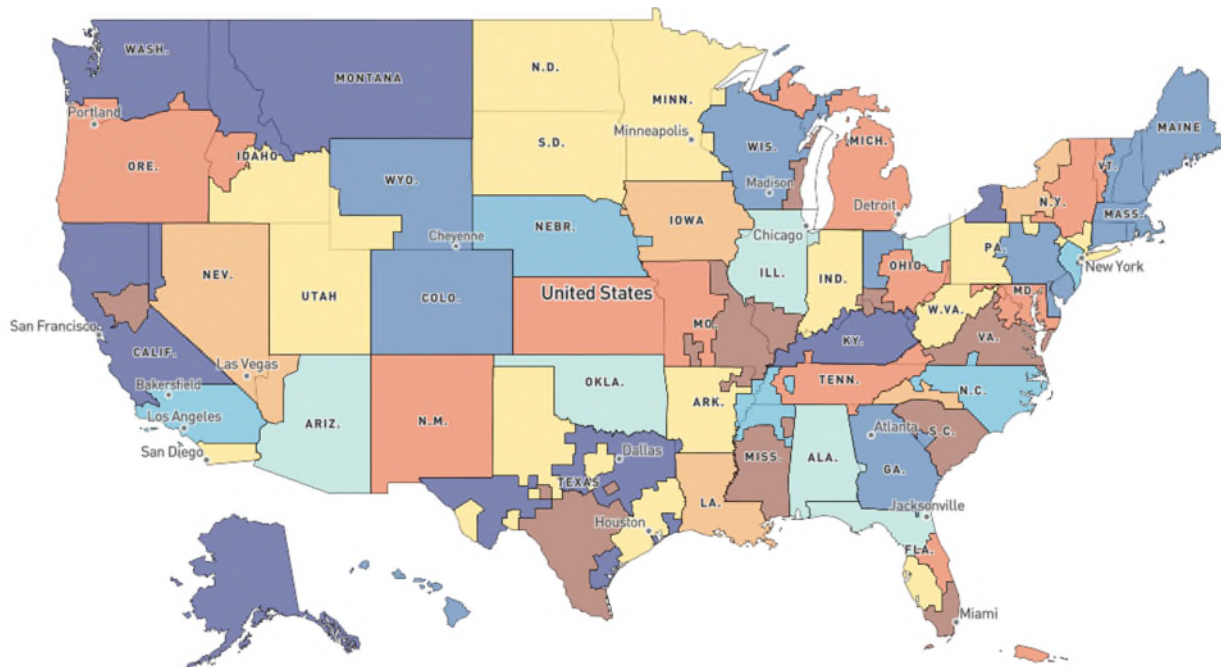 WASH.
MONTANA
N.D.
MINN.
MAINE
Portland
Minneapolis
ORE.
IDAHO
S.D.
WIS.
MICH.
VT.
WYO.
Madison
N.Y.
MASS.
Detroit
IOWA
Cheyenne
NEBR.
Chicago
PA.
NEV.
UTAH
COLO.
United States
ILL.
IND.
OHIO
New York
MD.
W.VA.
San Francisco
MO.
VA.
CALIF.
KY.
Las Vegas
Bakersfield
OKLA.
TENN.
N.C.
Los Angeles
ARIZ.
N.M.
ARK.
San Diego
Atlanta
S.C.
Dallas
MISS.
ALA.
GA.
TEXAS
LA.
Jacksonville
Houston
FLA.
Miami